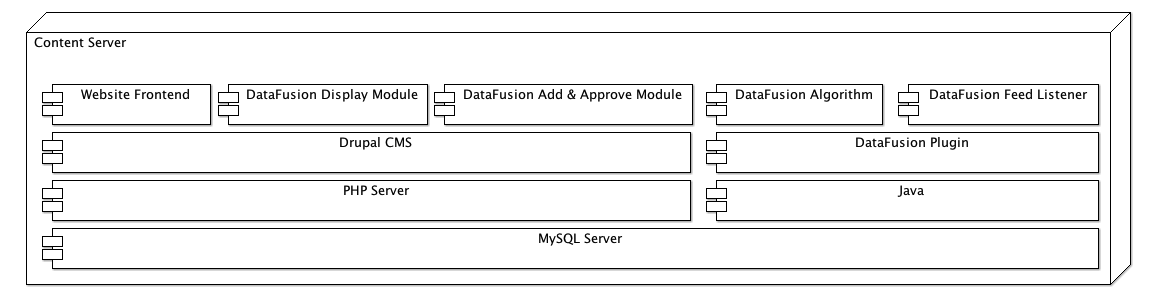 Content Server
Website Frontend
DataFusion Display Module
DataFusion Add & Approve Module
DataFusion Algorithm
DataFusion Feed Listener
Drupal CMS
DataFusion Plugin
PHP Server
Java
MySQL Server